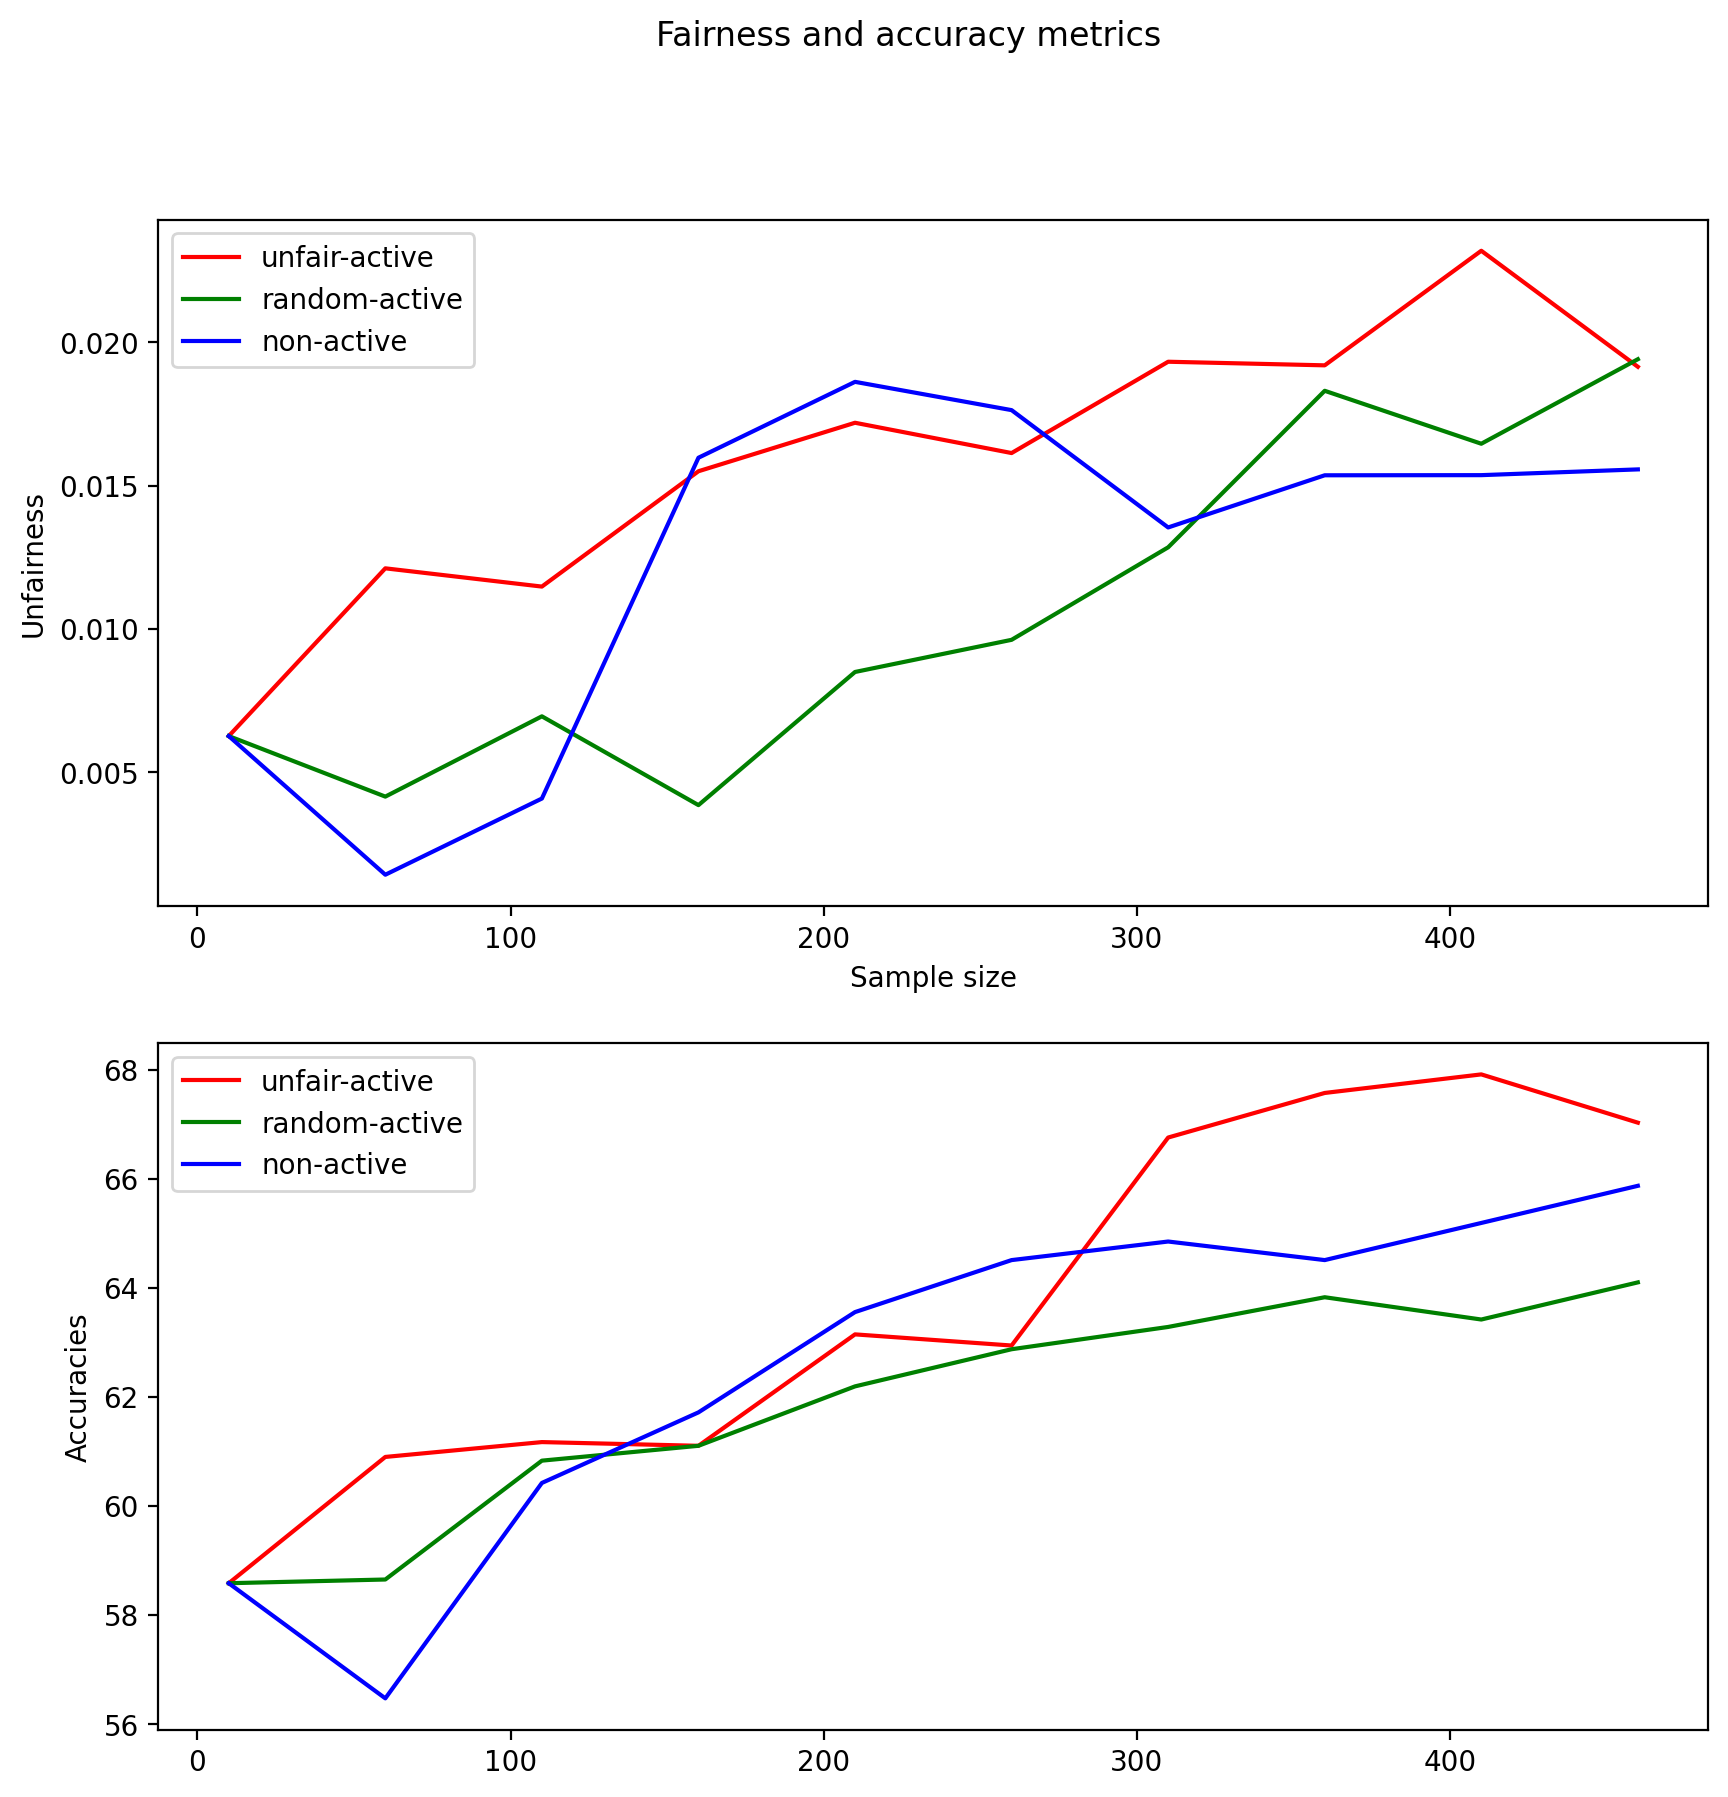 Fairness and accuracy metrics
unfair-active
random-active
non-active
0.020
0.015
0.010
0.005
Unfairness
0 100 200 300 400
Sample size
unfair-active
random-active
non-active
68
66
64
62
60
58
56
Accuracies
0 100 200 300 400